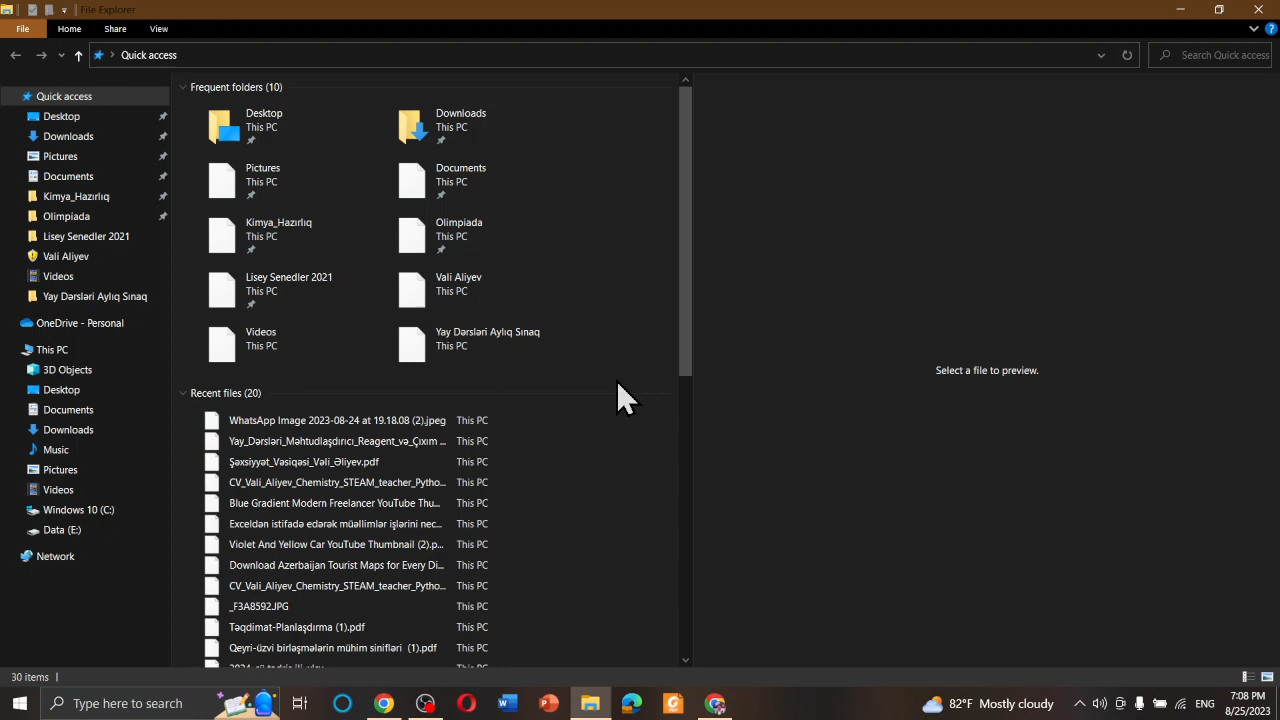 File Explorer
File Home Share View
Quick access
Search Quick access
Quick access
Desktop
Downloads
Pictures
Documents
Kimya_Hazırlıq
Olimpiada
Lisey Senedler 2021
Vali Aliyev
Videos
Yay Dərsləri Aylıq Sınaq
OneDrive - Personal
This PC
3D Objects
Desktop
Documents
Downloads
Music
Pictures
Videos
Windows 10 (C:)
Data (E:)
Network
Frequent folders (10)
Desktop
This PC
Downloads
This PC
Pictures
This PC
Documents
This PC
Kimya_Hazırlıq
This PC
Olimpiada
This PC
Lisey Senedler 2021
This PC
Vali Aliyev
This PC
Videos
This PC
Yay Dərsləri Aylıq Sınaq
This PC
Recent files (20)
WhatsApp Image 2023-08-24 at 19.18.08 (2).jpeg This PC
Yay_Dərsləri_Məhtudlaşdırıcı_Reagent_və_Çıxım ... This PC
Şəxsiyyət_Vəsiqəsi_Vəli_Əliyev.pdf This PC
CV_Vali_Aliyev_Chemistry_STEAM_teacher_Pytho... This PC
Blue Gradient Modern Freelancer YouTube Thu... This PC
Excelden istifadə edərək müəllimlər işlərini nec... This PC
Violet And Yellow Car YouTube Thumbnail (2).p... This PC
Download Azerbaijan Tourist Maps for Every Di... This PC
CV_Vali_Aliyev_Chemistry_STEAM_teacher_Pytho... This PC
_F3A8592.JPG This PC
Təqdimat-Planlaşdırma (1).pdf This PC
Qeyri-üzvi birləşmələrin mühim sinifləri (1).pdf This PC
Select a file to preview.
30 items
Type here to search
82°F Mostly cloudy
ENG
7:08 PM
8/25/2023